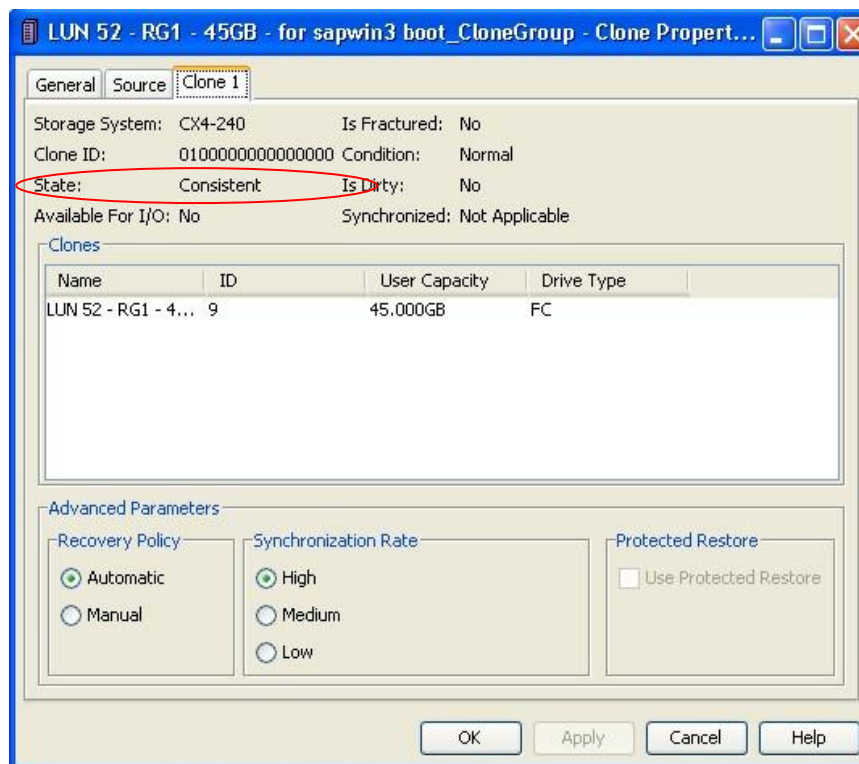 LUN 52 - RG1 - 45GB - for sapwin3 boot_CloneGroup - Clone Propert...
General Source Clone 1
Storage System: CX4-240 Is Fractured: No
Clone ID: 0100000000000000 Condition: Normal
State: Consistent Is Dirty: No
Available For I/O: No Synchronized: Not Applicable
Clones
Name ID User Capacity Drive Type
LUN 52 - RG1 - 4... 9 45.000GB FC
Advanced Parameters
Recovery Policy Synchronization Rate Protected Restore
Automatic High Use Protected Restore
Manual Medium
Low
OK Apply Cancel Help